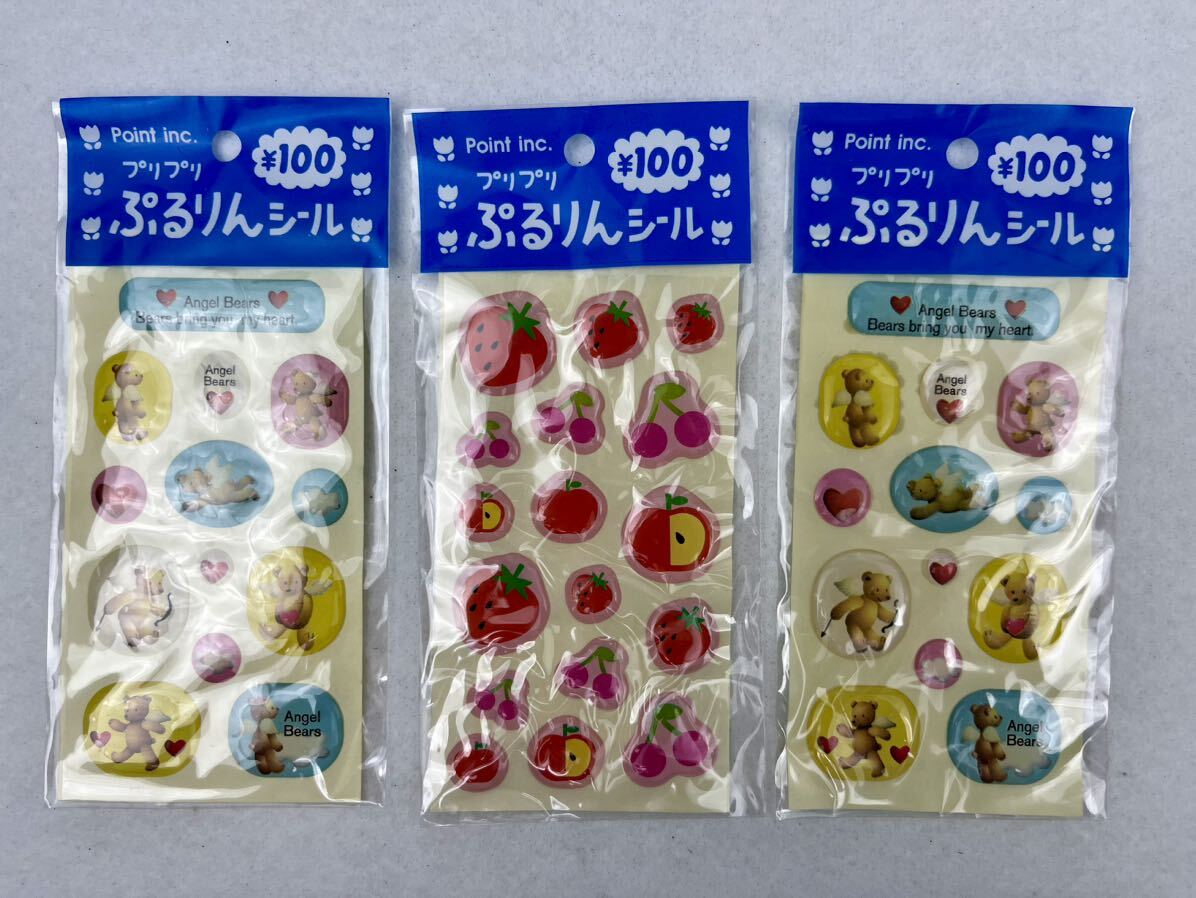 Point inc.
¥100
プリプリ
ぷるりんシール
Angel Bears
Bears bring you my heart.
Angel
Bears
Angel
Bears
Point inc.
¥100
プリプリ
ぷるりんシール
Point inc.
¥100
プリプリ
ぷるりんシール
Angel Bears
Bears bring you my heart.
Angel
Bears
Angel
Bears